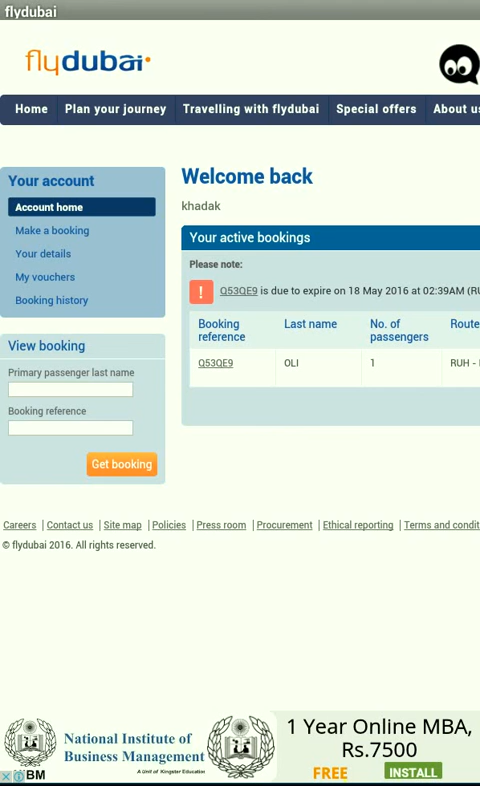 flydubai
flydubai
Home
Plan your journey
Travelling with flydubai
Special offers
About us
Your account
Account home
Make a booking
Your details
My vouchers
Booking history
View booking
Primary passenger last name
Booking reference
Get booking
Welcome back
khadak
Your active bookings
Please note:
! Q53QE9 is due to expire on 18 May 2016 at 02:39AM (RU
Booking reference
Last name
No. of passengers
Route
Q53QE9
OLI
1
RUH -
Careers | Contact us | Site map | Policies | Press room | Procurement | Ethical reporting | Terms and condit
© flydubai 2016. All rights reserved.
National Institute of
Business Management
A Unit of Kingster Education
BM
1 Year Online MBA,
Rs.7500
FREE
INSTALL